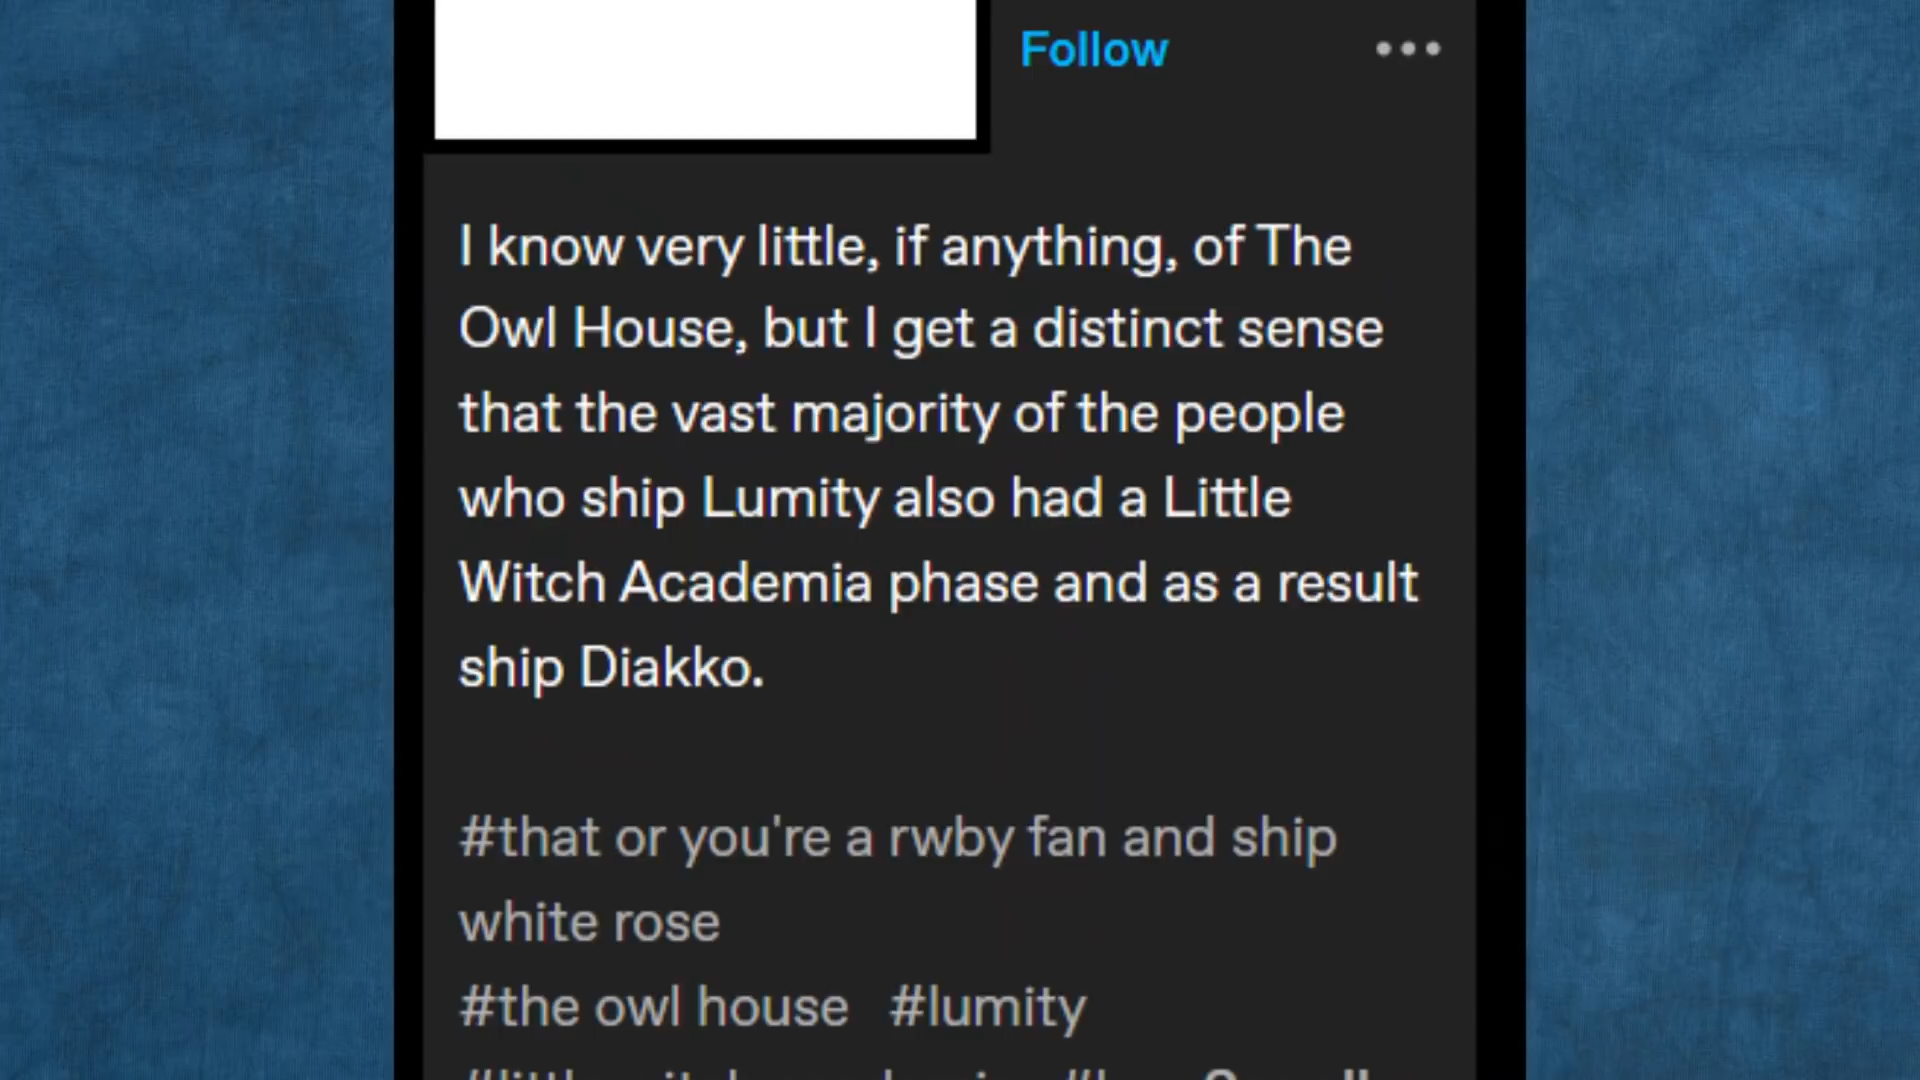 Follow
I know very little, if anything, of The
Owl House, but I get a distinct sense
that the vast majority of the people
who ship Lumity also had a Little
Witch Academia phase and as a result
ship Diakko.
#that or you're a rwby fan and ship
white rose
#the owl house #lumity